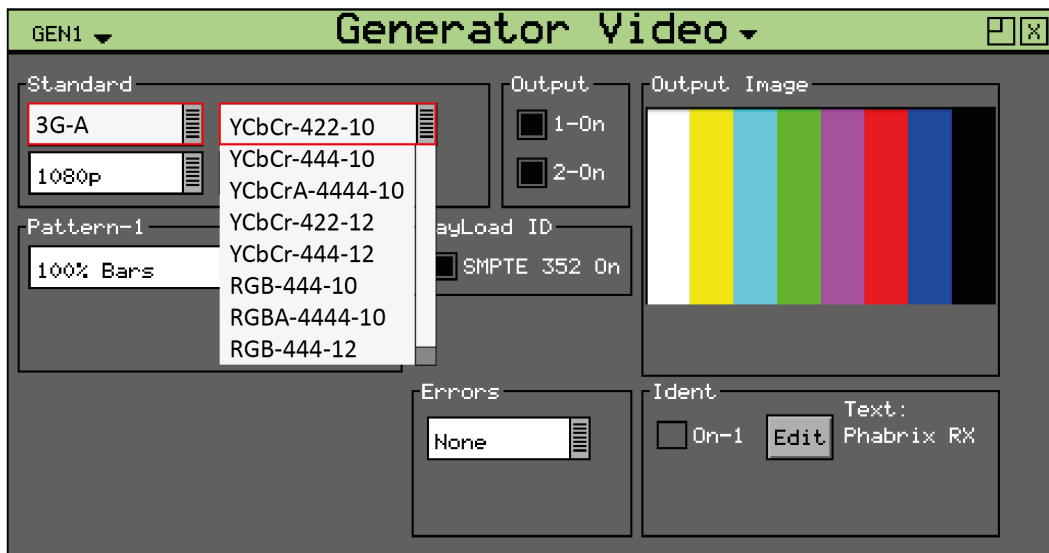 GEN1
Generator Video
X
Standard
3G-A
YCbCr-422-10
1080p
YCbCr-444-10
YCbCrA-4444-10
YCbCr-422-12
YCbCr-444-12
RGB-444-10
RGBA-4444-10
RGB-444-12
Output
1-On
2-On
Output Image
Pattern-1
100% Bars
ayLoad ID
SMPTE 352 On
Errors
None
Ident
On-1
Edit
Text:
Phabrix RX